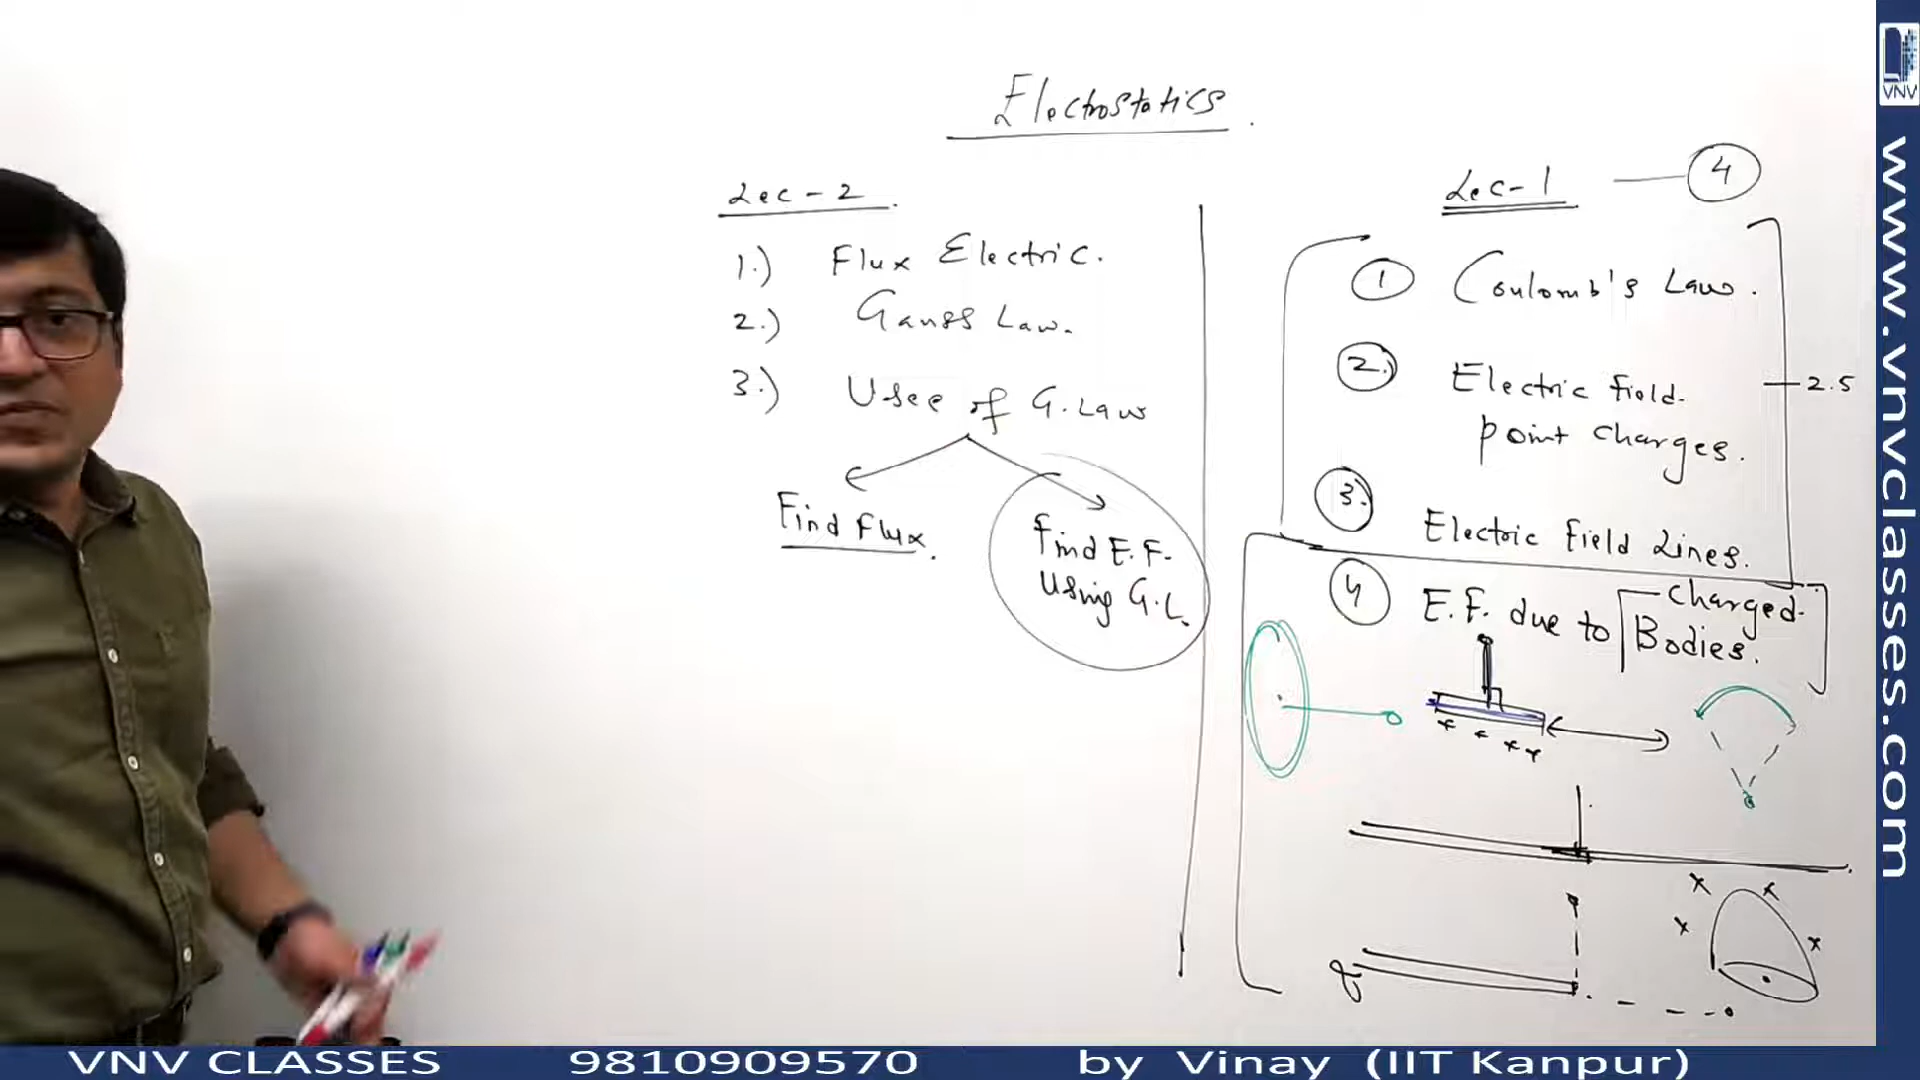 Electrostatics.
Lec-2.
1.) Flux Electric.
2.) Gauss Law.
3.) Uses of G. Law
Find Flux.
Find E.F.
Using G.L.
Lec-1 4
1 Coulomb's Law.
2.) Electric Field-
Point Charges.
2.5
3. Electric Field Lines.
4 E.F. due to Charged
Bodies.
VNV
www.vnvclasses.com
VNV CLASSES 9810909570 by Vinay (IIT Kanpur)